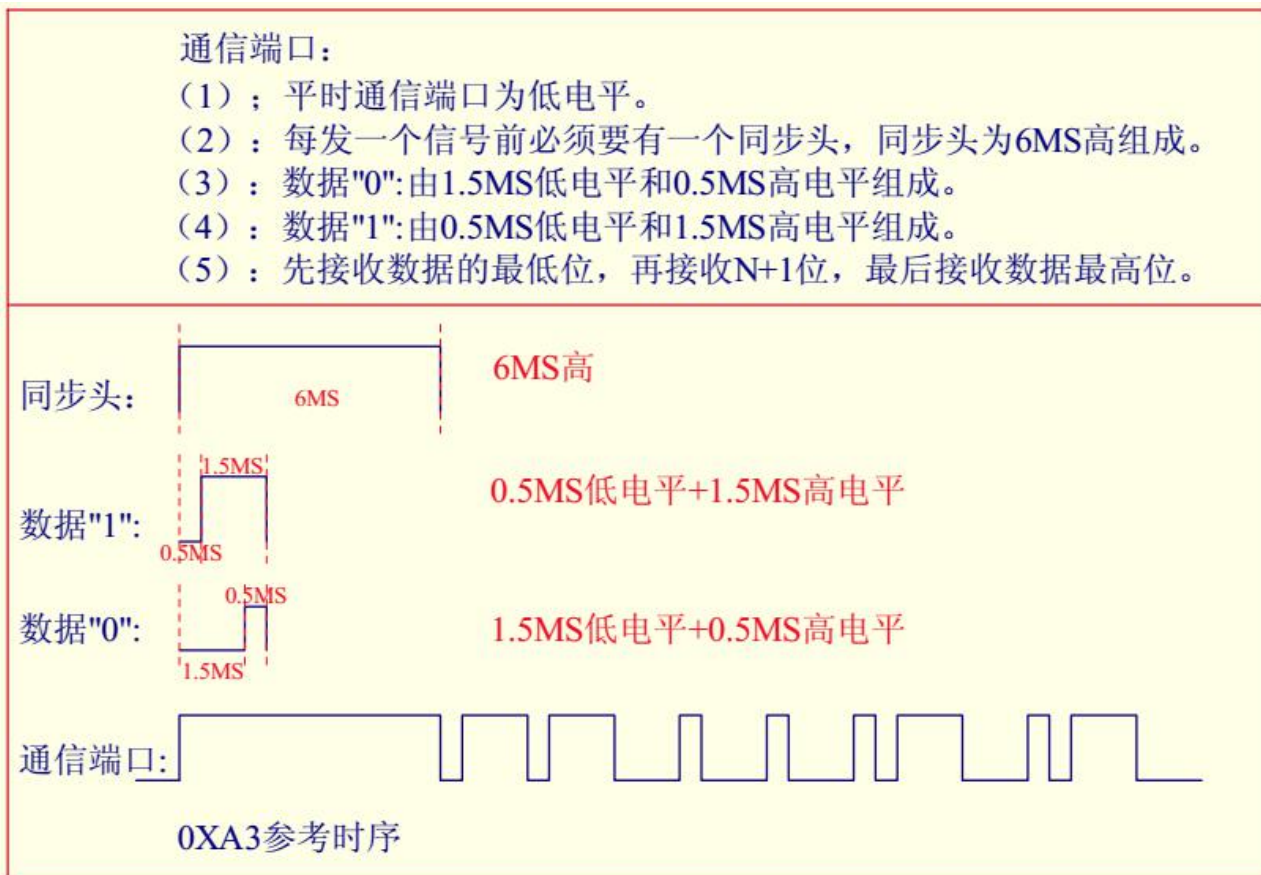 通信端口：
（1）；平时通信端口为低电平。
（2）：每发一个信号前必须要有一个同步头，同步头为6MS高组成。
（3）：数据"0":由1.5MS低电平和0.5MS高电平组成。
（4）：数据"1":由0.5MS低电平和1.5MS高电平组成。
（5）：先接收数据的最低位，再接收N+1位，最后接收数据最高位。
6MS高
同步头：
6MS
1.5MS
0.5MS低电平+1.5MS高电平
数据"1":
0.5MS
0.5MS
数据"0":
1.5MS低电平+0.5MS高电平
1.5MS
通信端口:
0XA3参考时序